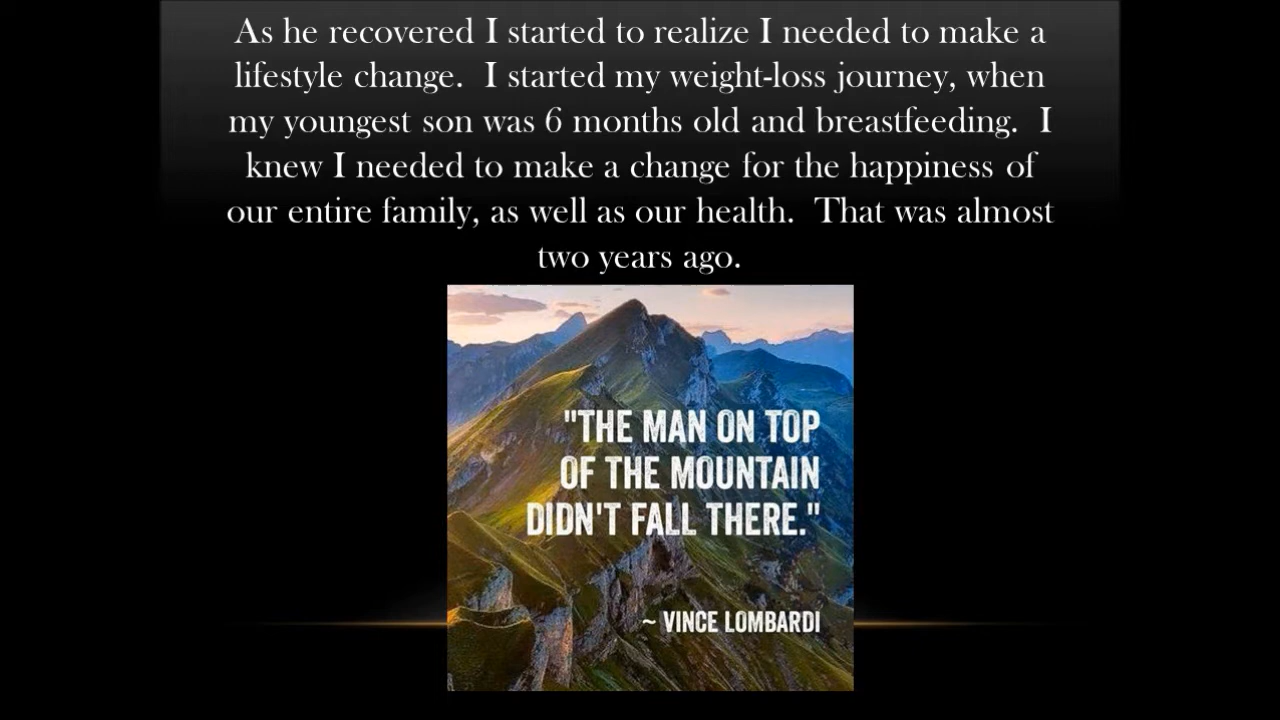 As he recovered I started to realize I needed to make a
lifestyle change.  I started my weight-loss journey, when
my youngest son was 6 months old and breastfeeding.  I
knew I needed to make a change for the happiness of
our entire family, as well as our health.  That was almost
two years ago.
"THE MAN ON TOP
OF THE MOUNTAIN
DIDN'T FALL THERE."
~ VINCE LOMBARDI